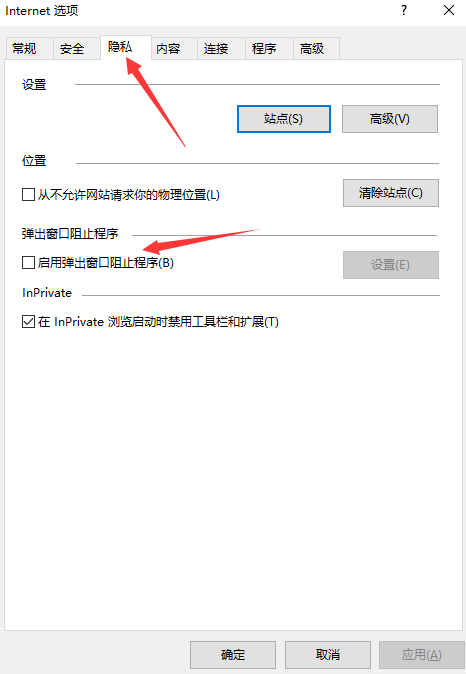 Internet 选项
?
常规 安全 隐私 内容 连接 程序 高级
设置
站点(S) 高级(V)
位置
从不允许网站请求你的物理位置(L) 清除站点(C)
弹出窗口阻止程序
启用弹出窗口阻止程序(B) 设置(E)
InPrivate
在 InPrivate 浏览启动时禁用工具栏和扩展(T)
确定 取消 应用(A)